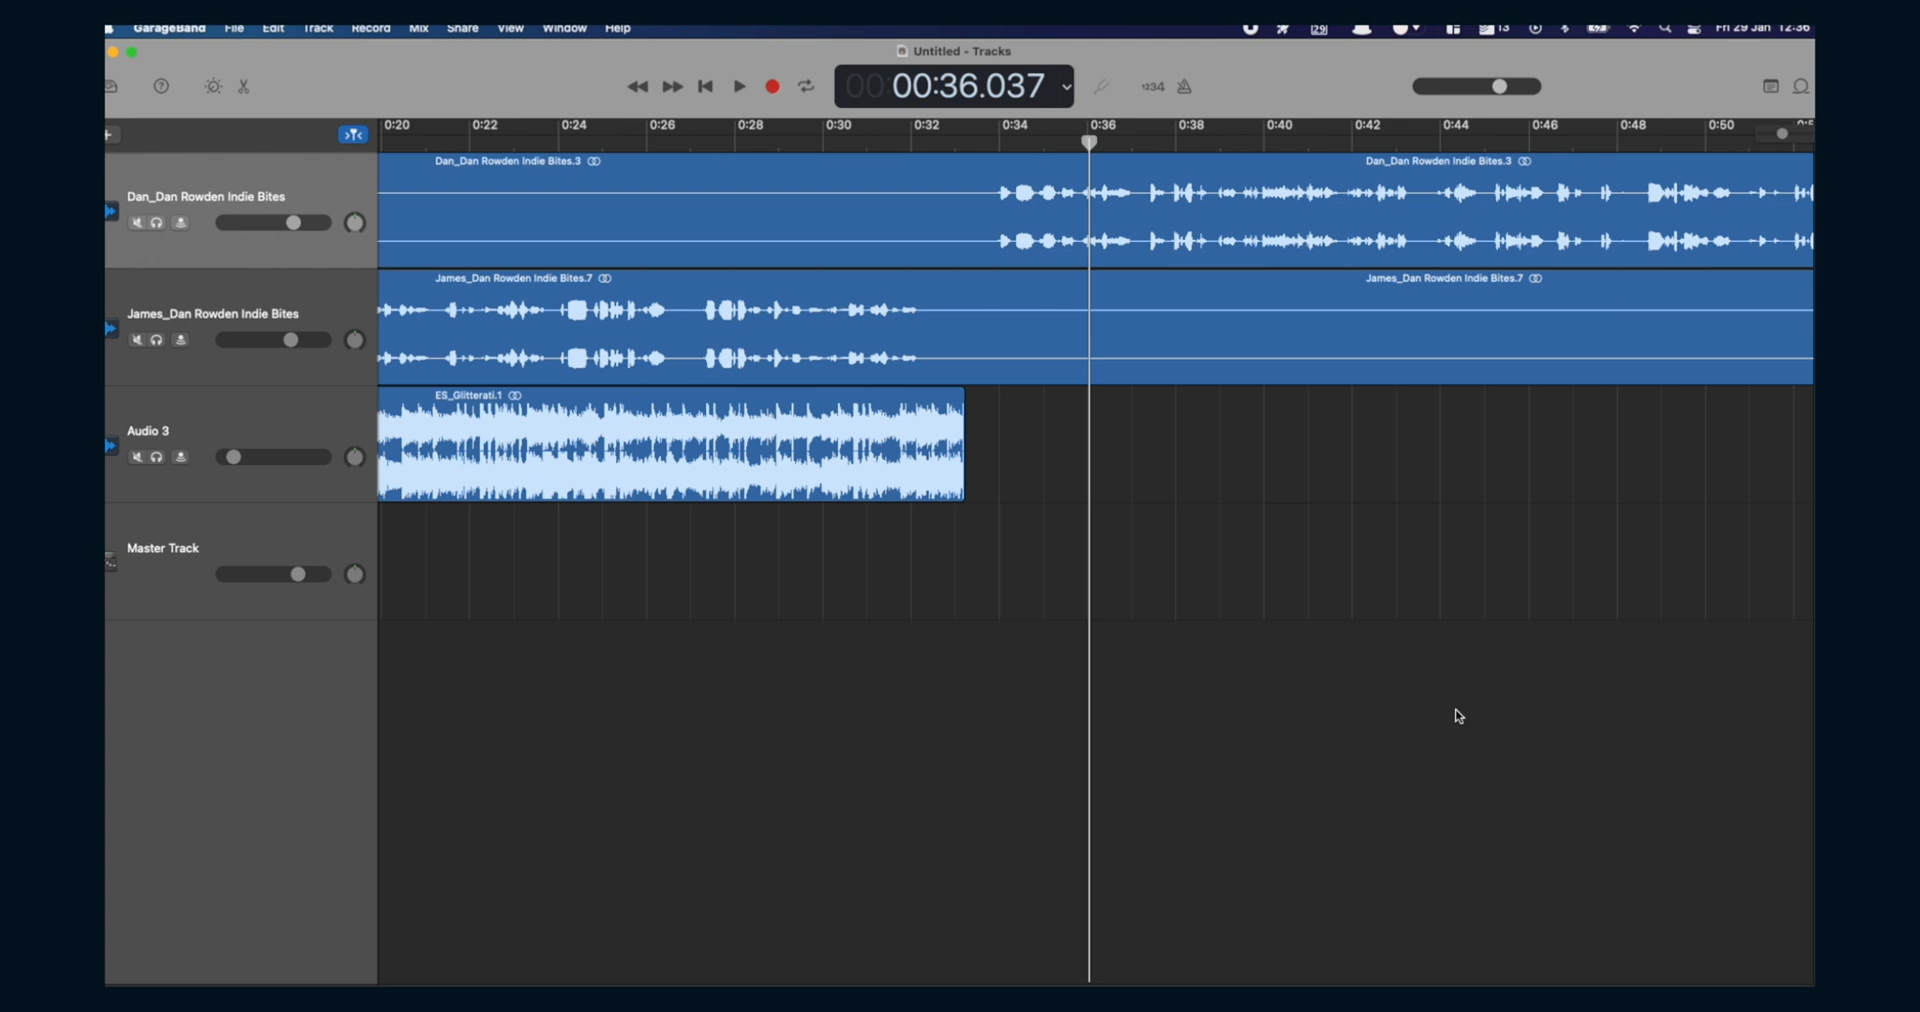 GarageBand File Edit Track Record Mix Share View Window Help 29 13 Fri 29 Jan 12:36
Untitled - Tracks
00:00:36.037 1234
0:20 0:22 0:24 0:26 0:28 0:30 0:32 0:34 0:36 0:38 0:40 0:42 0:44 0:46 0:48 0:50
Dan_Dan Rowden Indie Bites.3 Dan_Dan Rowden Indie Bites.3
Dan_Dan Rowden Indie Bites
James_Dan Rowden Indie Bites.7 James_Dan Rowden Indie Bites.7
James_Dan Rowden Indie Bites
ES_Glitterati.1
Audio 3
Master Track